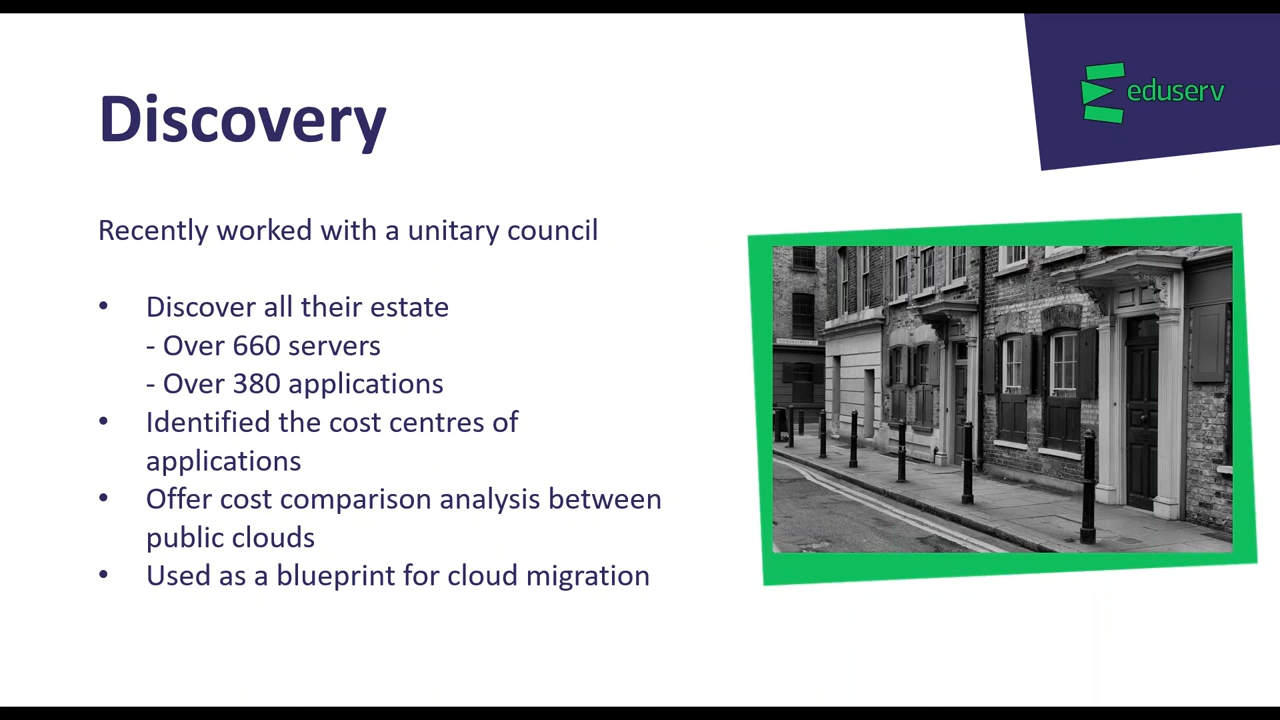 eduserv
Discovery
Recently worked with a unitary council
• Discover all their estate
- Over 660 servers
- Over 380 applications
• Identified the cost centres of
applications
• Offer cost comparison analysis between
public clouds
• Used as a blueprint for cloud migration